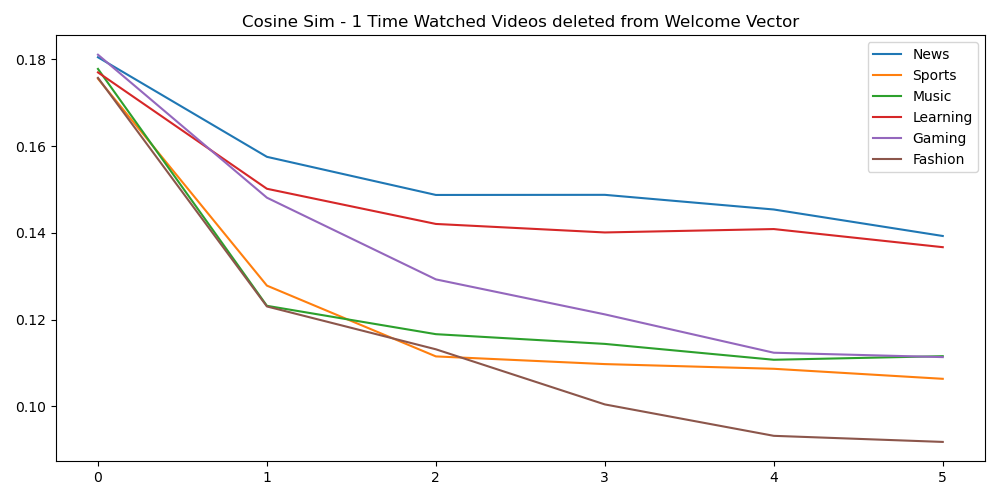 Cosine Sim - 1 Time Watched Videos deleted from Welcome Vector
0.18
0.16
0.14
0.12
0.10
0 1 2 3 4 5
News
Sports
Music
Learning
Gaming
Fashion